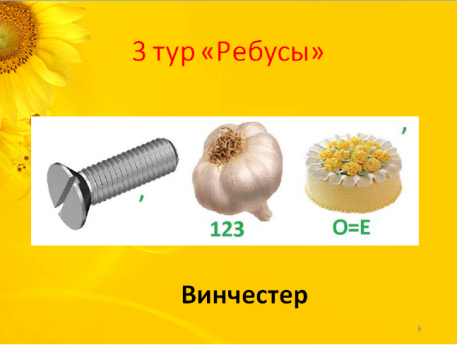 3 тур «Ребусы»
,
,
123
О=Е
Винчестер
6